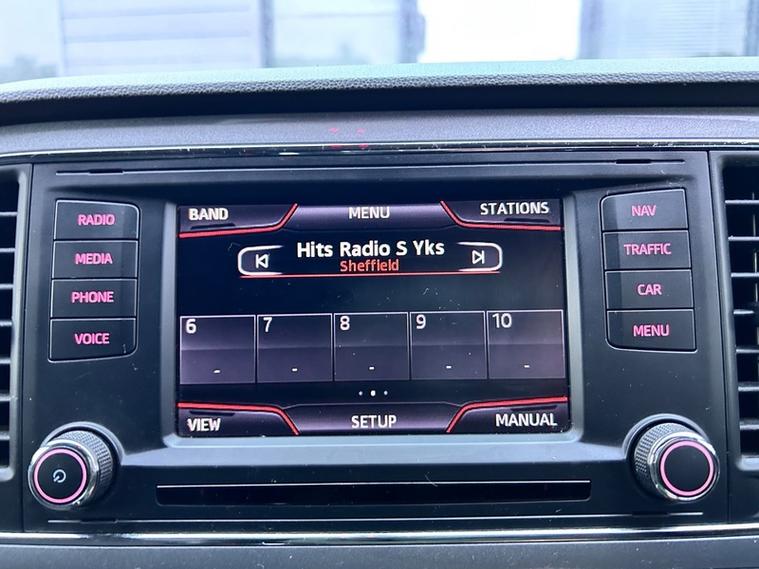 BAND MENU STATIONS
RADIO
MEDIA
PHONE
VOICE
Hits Radio S Yks
Sheffield
6 7 8 9 10
- - - - -
VIEW SETUP MANUAL
NAV
TRAFFIC
CAR
MENU